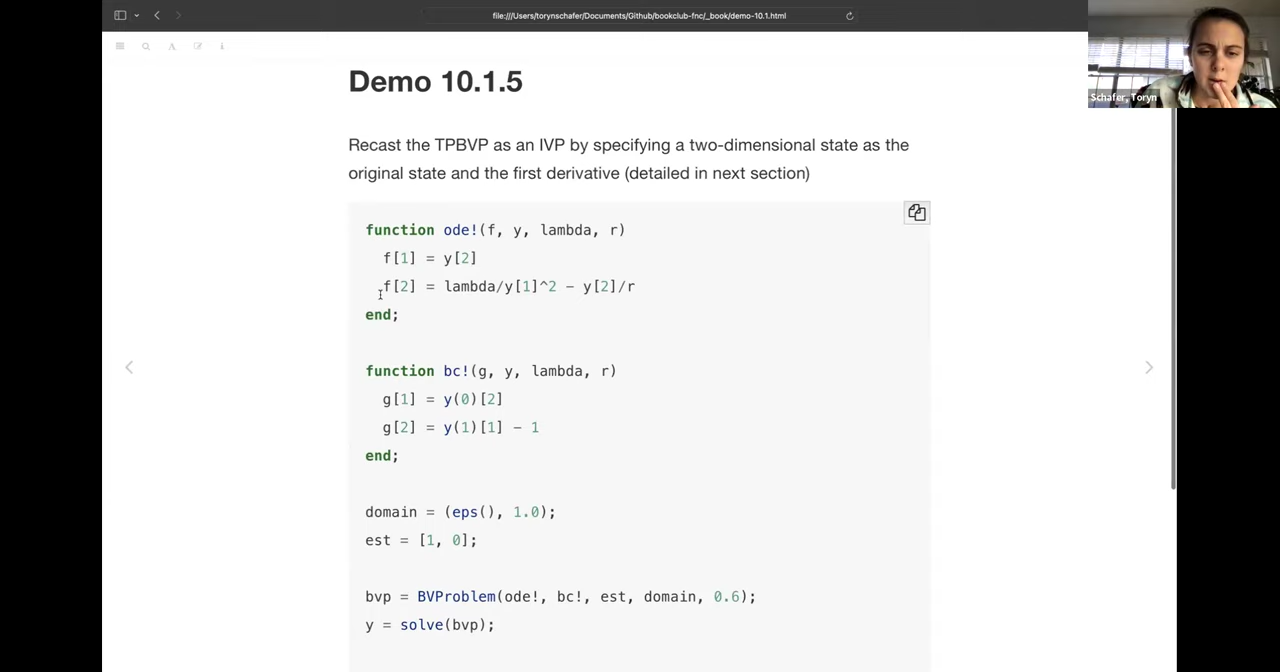 file:///Users/torynschafer/Documents/Github/bookclub-fnc/_book/demo-10.1.html
Schafer, Toryn
Demo 10.1.5
Recast the TPBVP as an IVP by specifying a two-dimensional state as the
original state and the first derivative (detailed in next section)
function ode!(f, y, lambda, r)
f[1] = y[2]
f[2] = lambda/y[1]^2 - y[2]/r
end;
function bc!(g, y, lambda, r)
g[1] = y(0)[2]
g[2] = y(1)[1] - 1
end;
domain = (eps(), 1.0);
est = [1, 0];
bvp = BVProblem(ode!, bc!, est, domain, 0.6);
y = solve(bvp);